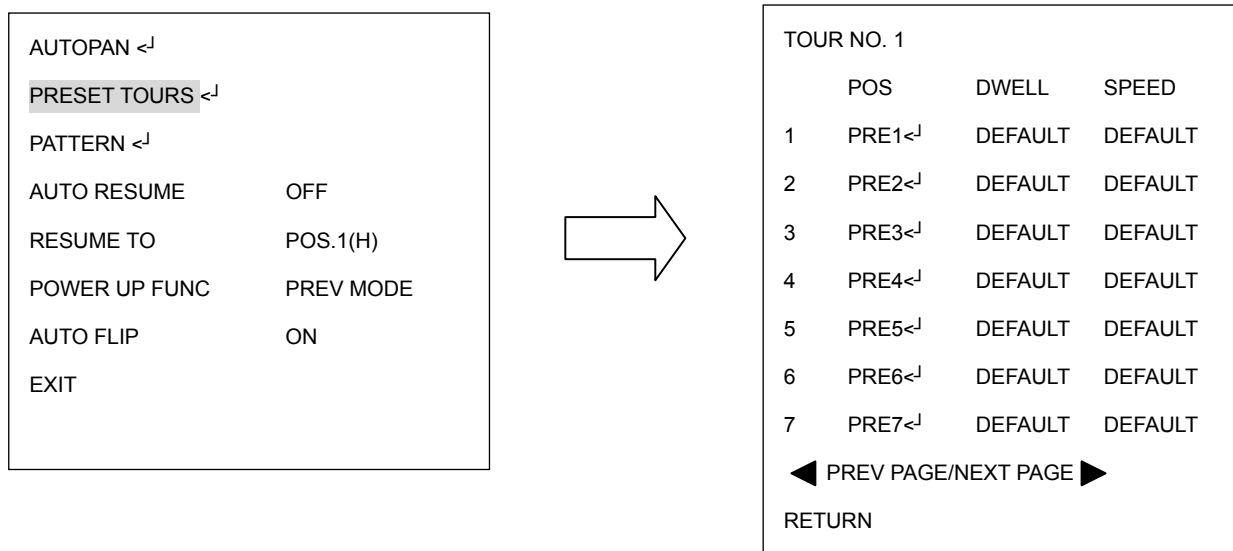 AUTOPAN <┘
PRESET TOURS <┘
PATTERN <┘
AUTO RESUME OFF
RESUME TO POS.1(H)
POWER UP FUNC PREV MODE
AUTO FLIP ON
EXIT
TOUR NO. 1
POS DWELL SPEED
1 PRE1<┘ DEFAULT DEFAULT
2 PRE2<┘ DEFAULT DEFAULT
3 PRE3<┘ DEFAULT DEFAULT
4 PRE4<┘ DEFAULT DEFAULT
5 PRE5<┘ DEFAULT DEFAULT
6 PRE6<┘ DEFAULT DEFAULT
7 PRE7<┘ DEFAULT DEFAULT
◀ PREV PAGE/NEXT PAGE ▶
RETURN